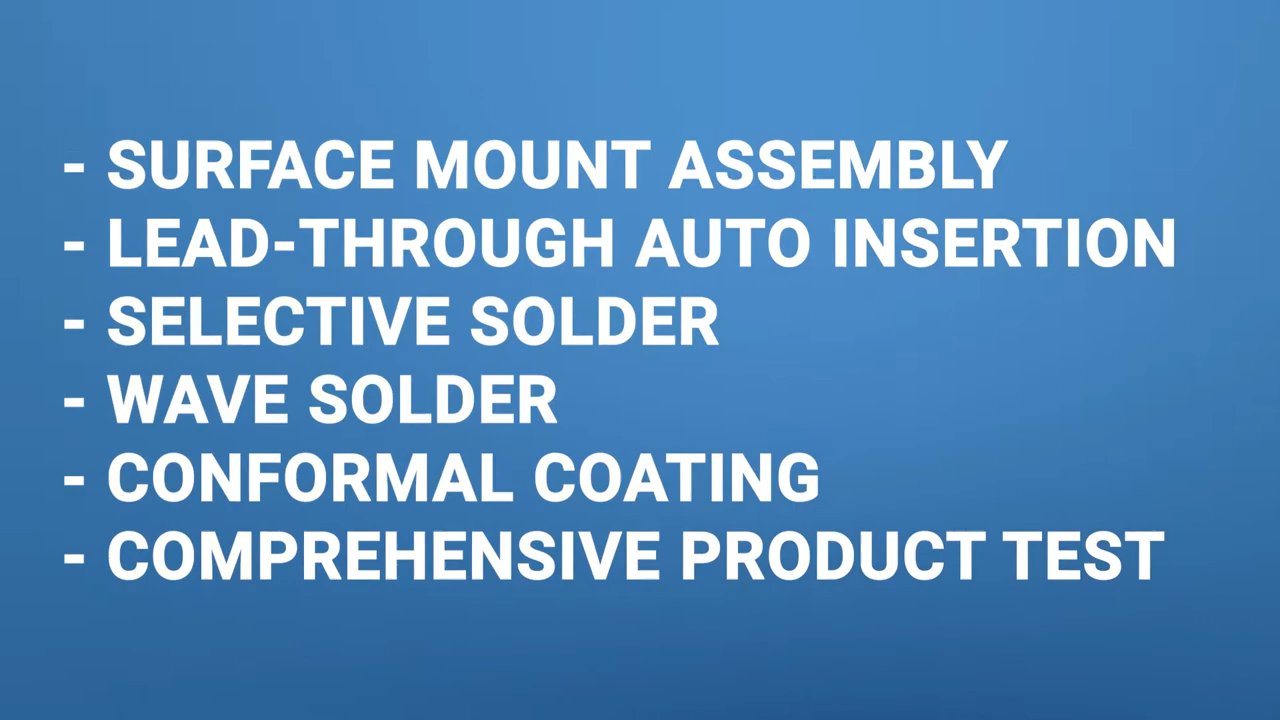 - SURFACE MOUNT ASSEMBLY
- LEAD-THROUGH AUTO INSERTION
- SELECTIVE SOLDER
- WAVE SOLDER
- CONFORMAL COATING
- COMPREHENSIVE PRODUCT TEST